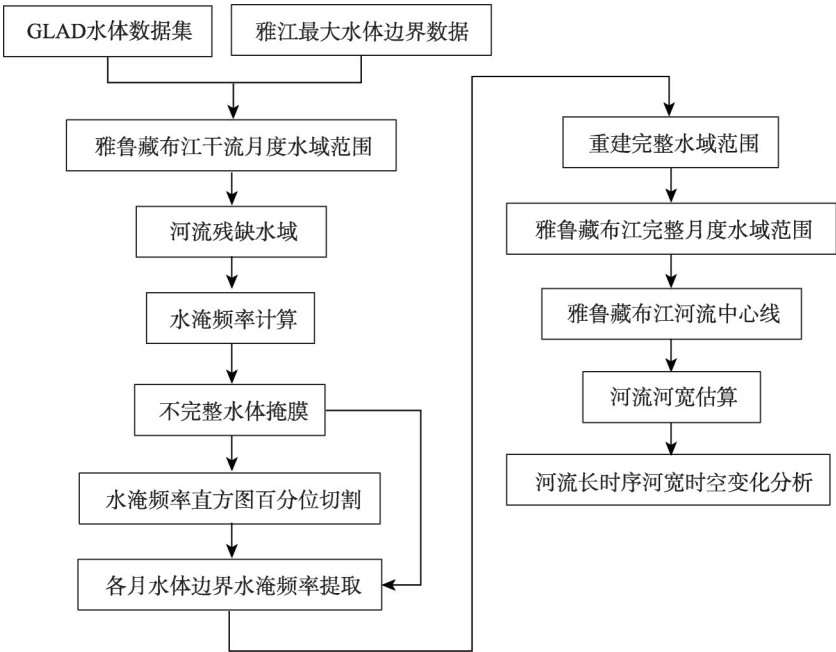 GLAD水体数据集
雅江最大水体边界数据
雅鲁藏布江干流月度水域范围
河流残缺水域
水淹频率计算
不完整水体掩膜
水淹频率直方图百分位切割
各月水体边界水淹频率提取
重建完整水域范围
雅鲁藏布江完整月度水域范围
雅鲁藏布江河流中心线
河流河宽估算
河流长时序河宽时空变化分析